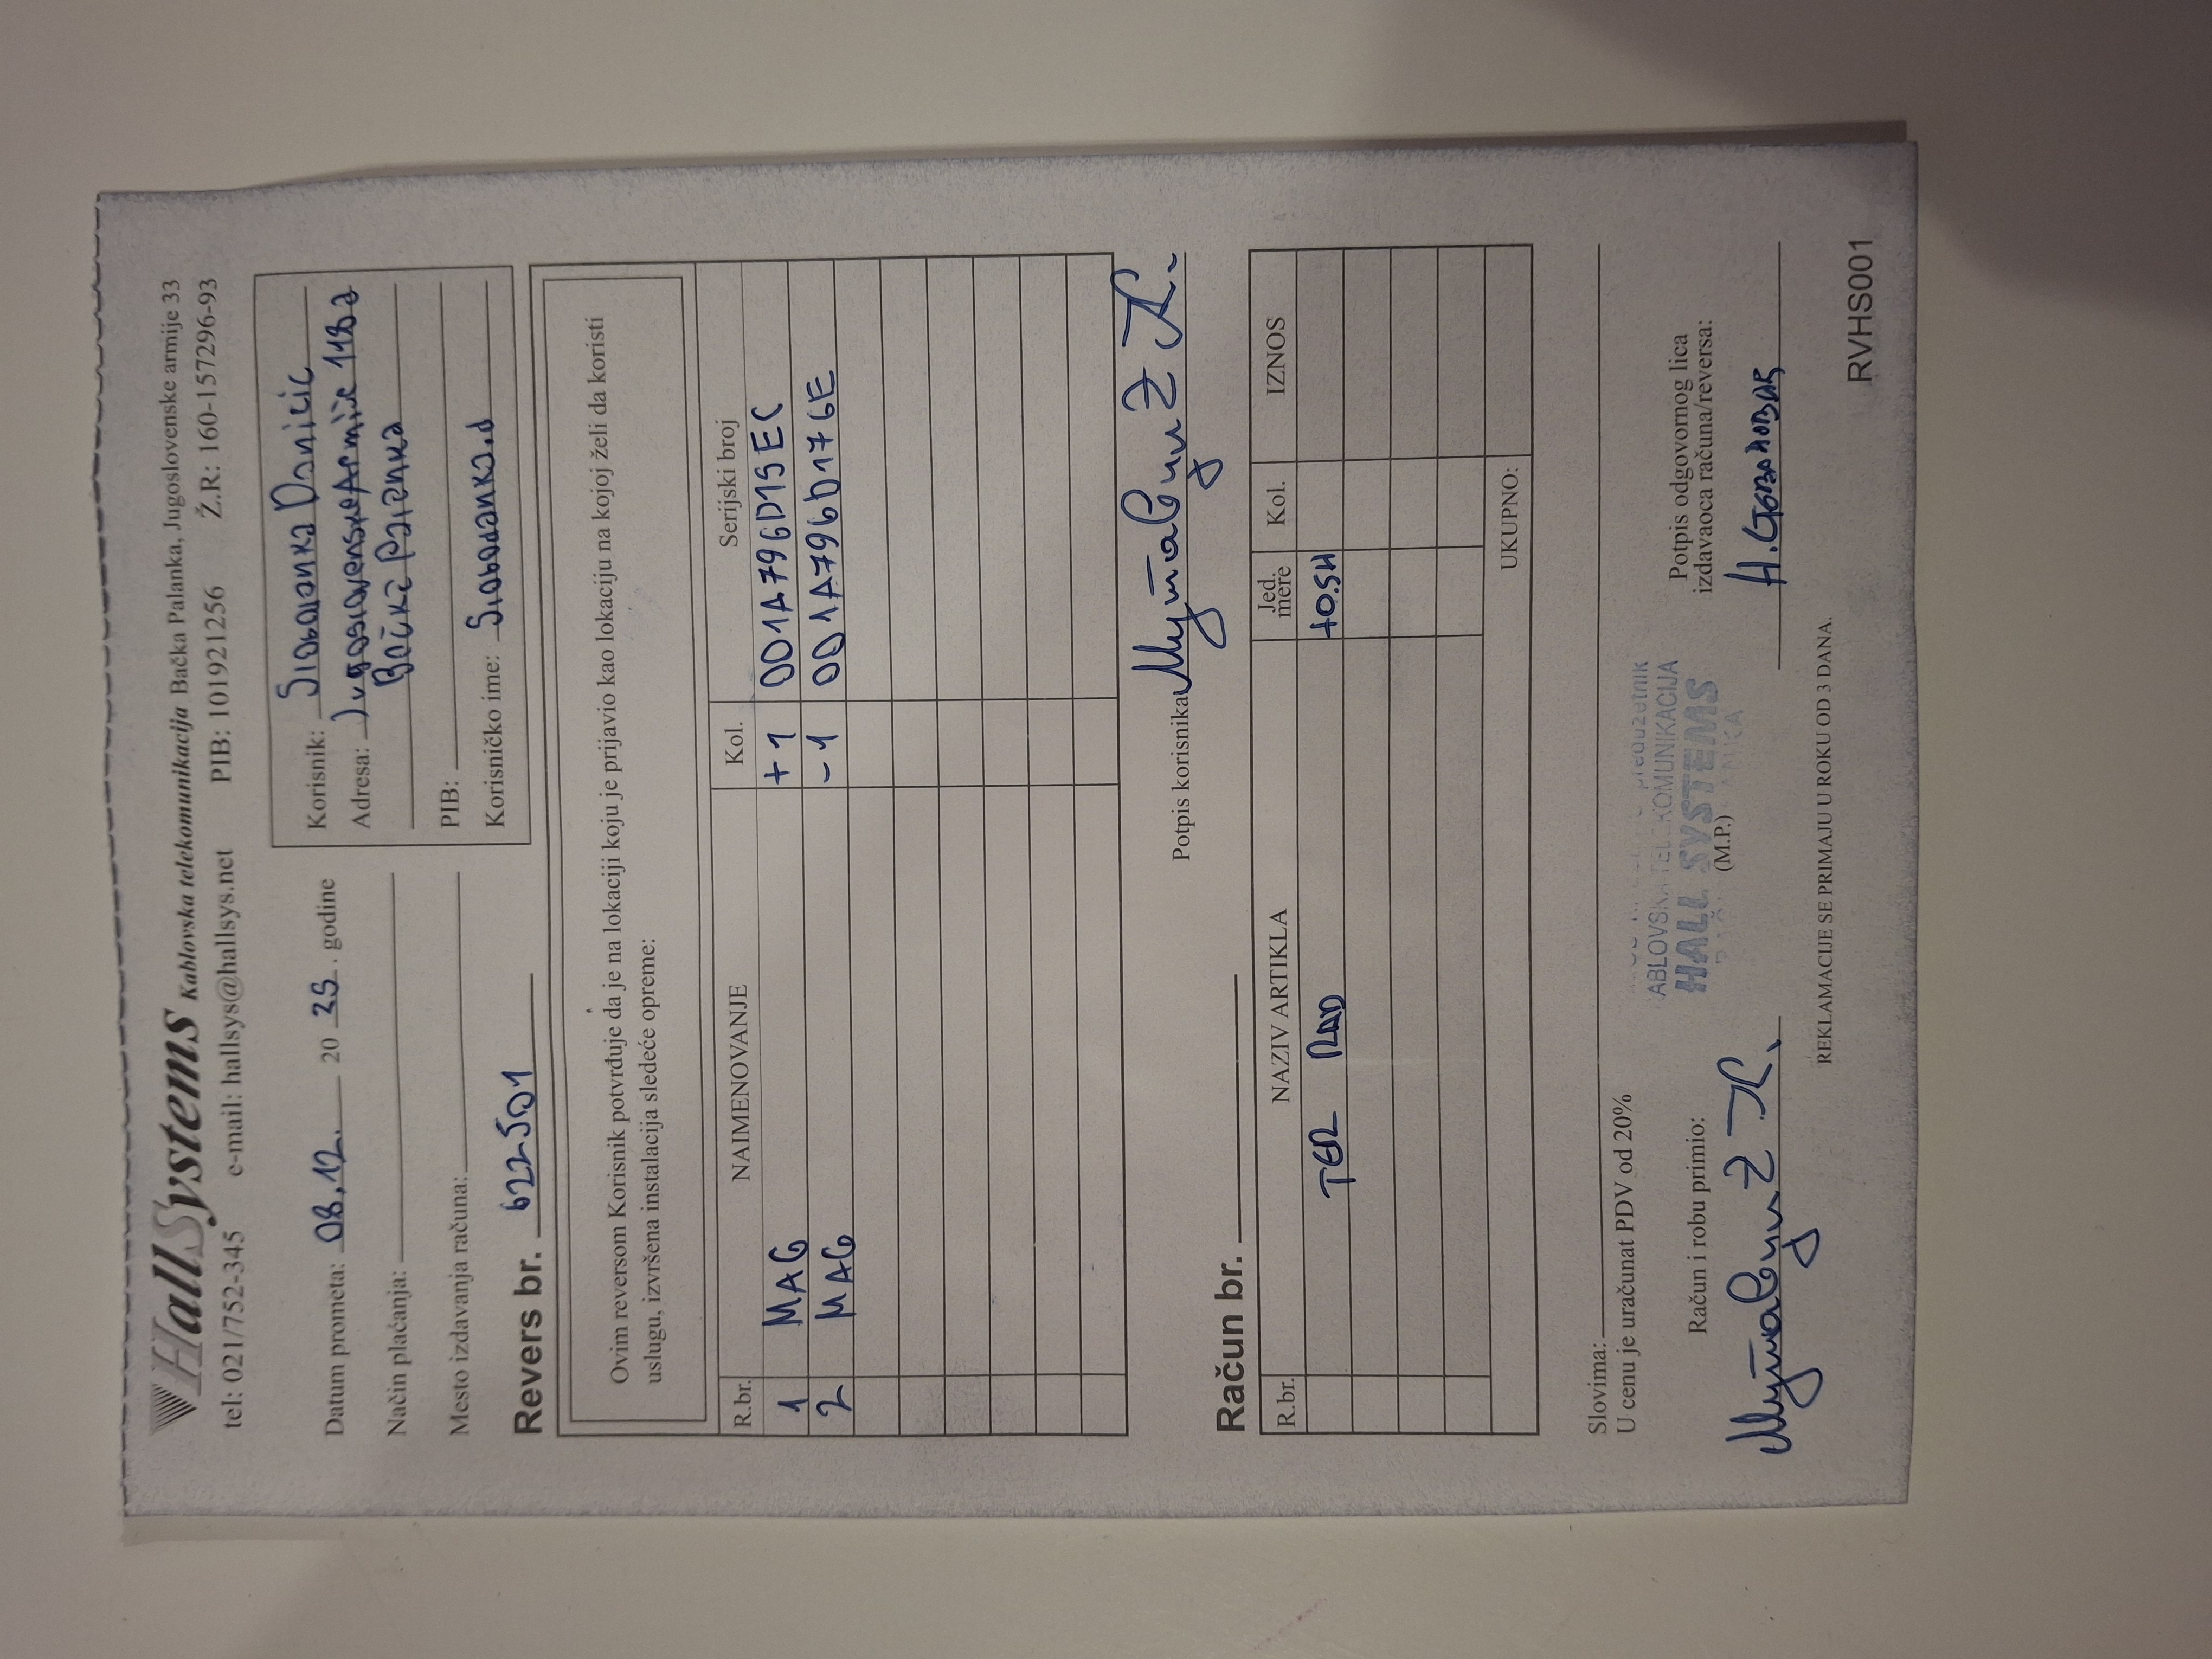 HallSystems Kablovska telekomunikacija Bačka Palanka, Jugoslovenske armije 33
tel: 021/752-345 e-mail: hallsys@hallsys.net PIB: 101921256 Ž.R: 160-157296-93
Datum prometa: 08.12. 20 25. godine
Način plaćanja:
Mesto izdavanja računa:
Korisnik: Slobodanka Danicic
Adresa: Jugoslovenske Armije 118a
Bačka Palanka
PIB:
Korisničko ime: Slobodanka.d
Revers br. 622501
Ovim reversom Korisnik potvrđuje da je na lokaciji koju je prijavio kao lokaciju na kojoj želi da koristi
uslugu, izvršena instalacija sledeće opreme:
R.br. NAIMENOVANJE Kol. Serijski broj
1 MAG +1 001A796D15EC
2 MAG -1 001A796D176E
Potpis korisnika
Račun br.
R.br. NAZIV ARTIKLA Jed. mere Kol. IZNOS
TER RAD +0.5H
UKUPNO:
Slovima:
U cenu je uračunat PDV od 20%
Račun i robu primio:
ABLOVSKA TELEKOMUNIKACIJA
HALL SYSTEMS
(M.P.)
Potpis odgovornog lica
izdavaoca računa/reversa:
REKLAMACIJE SE PRIMAJU U ROKU OD 3 DANA.
RVHS001